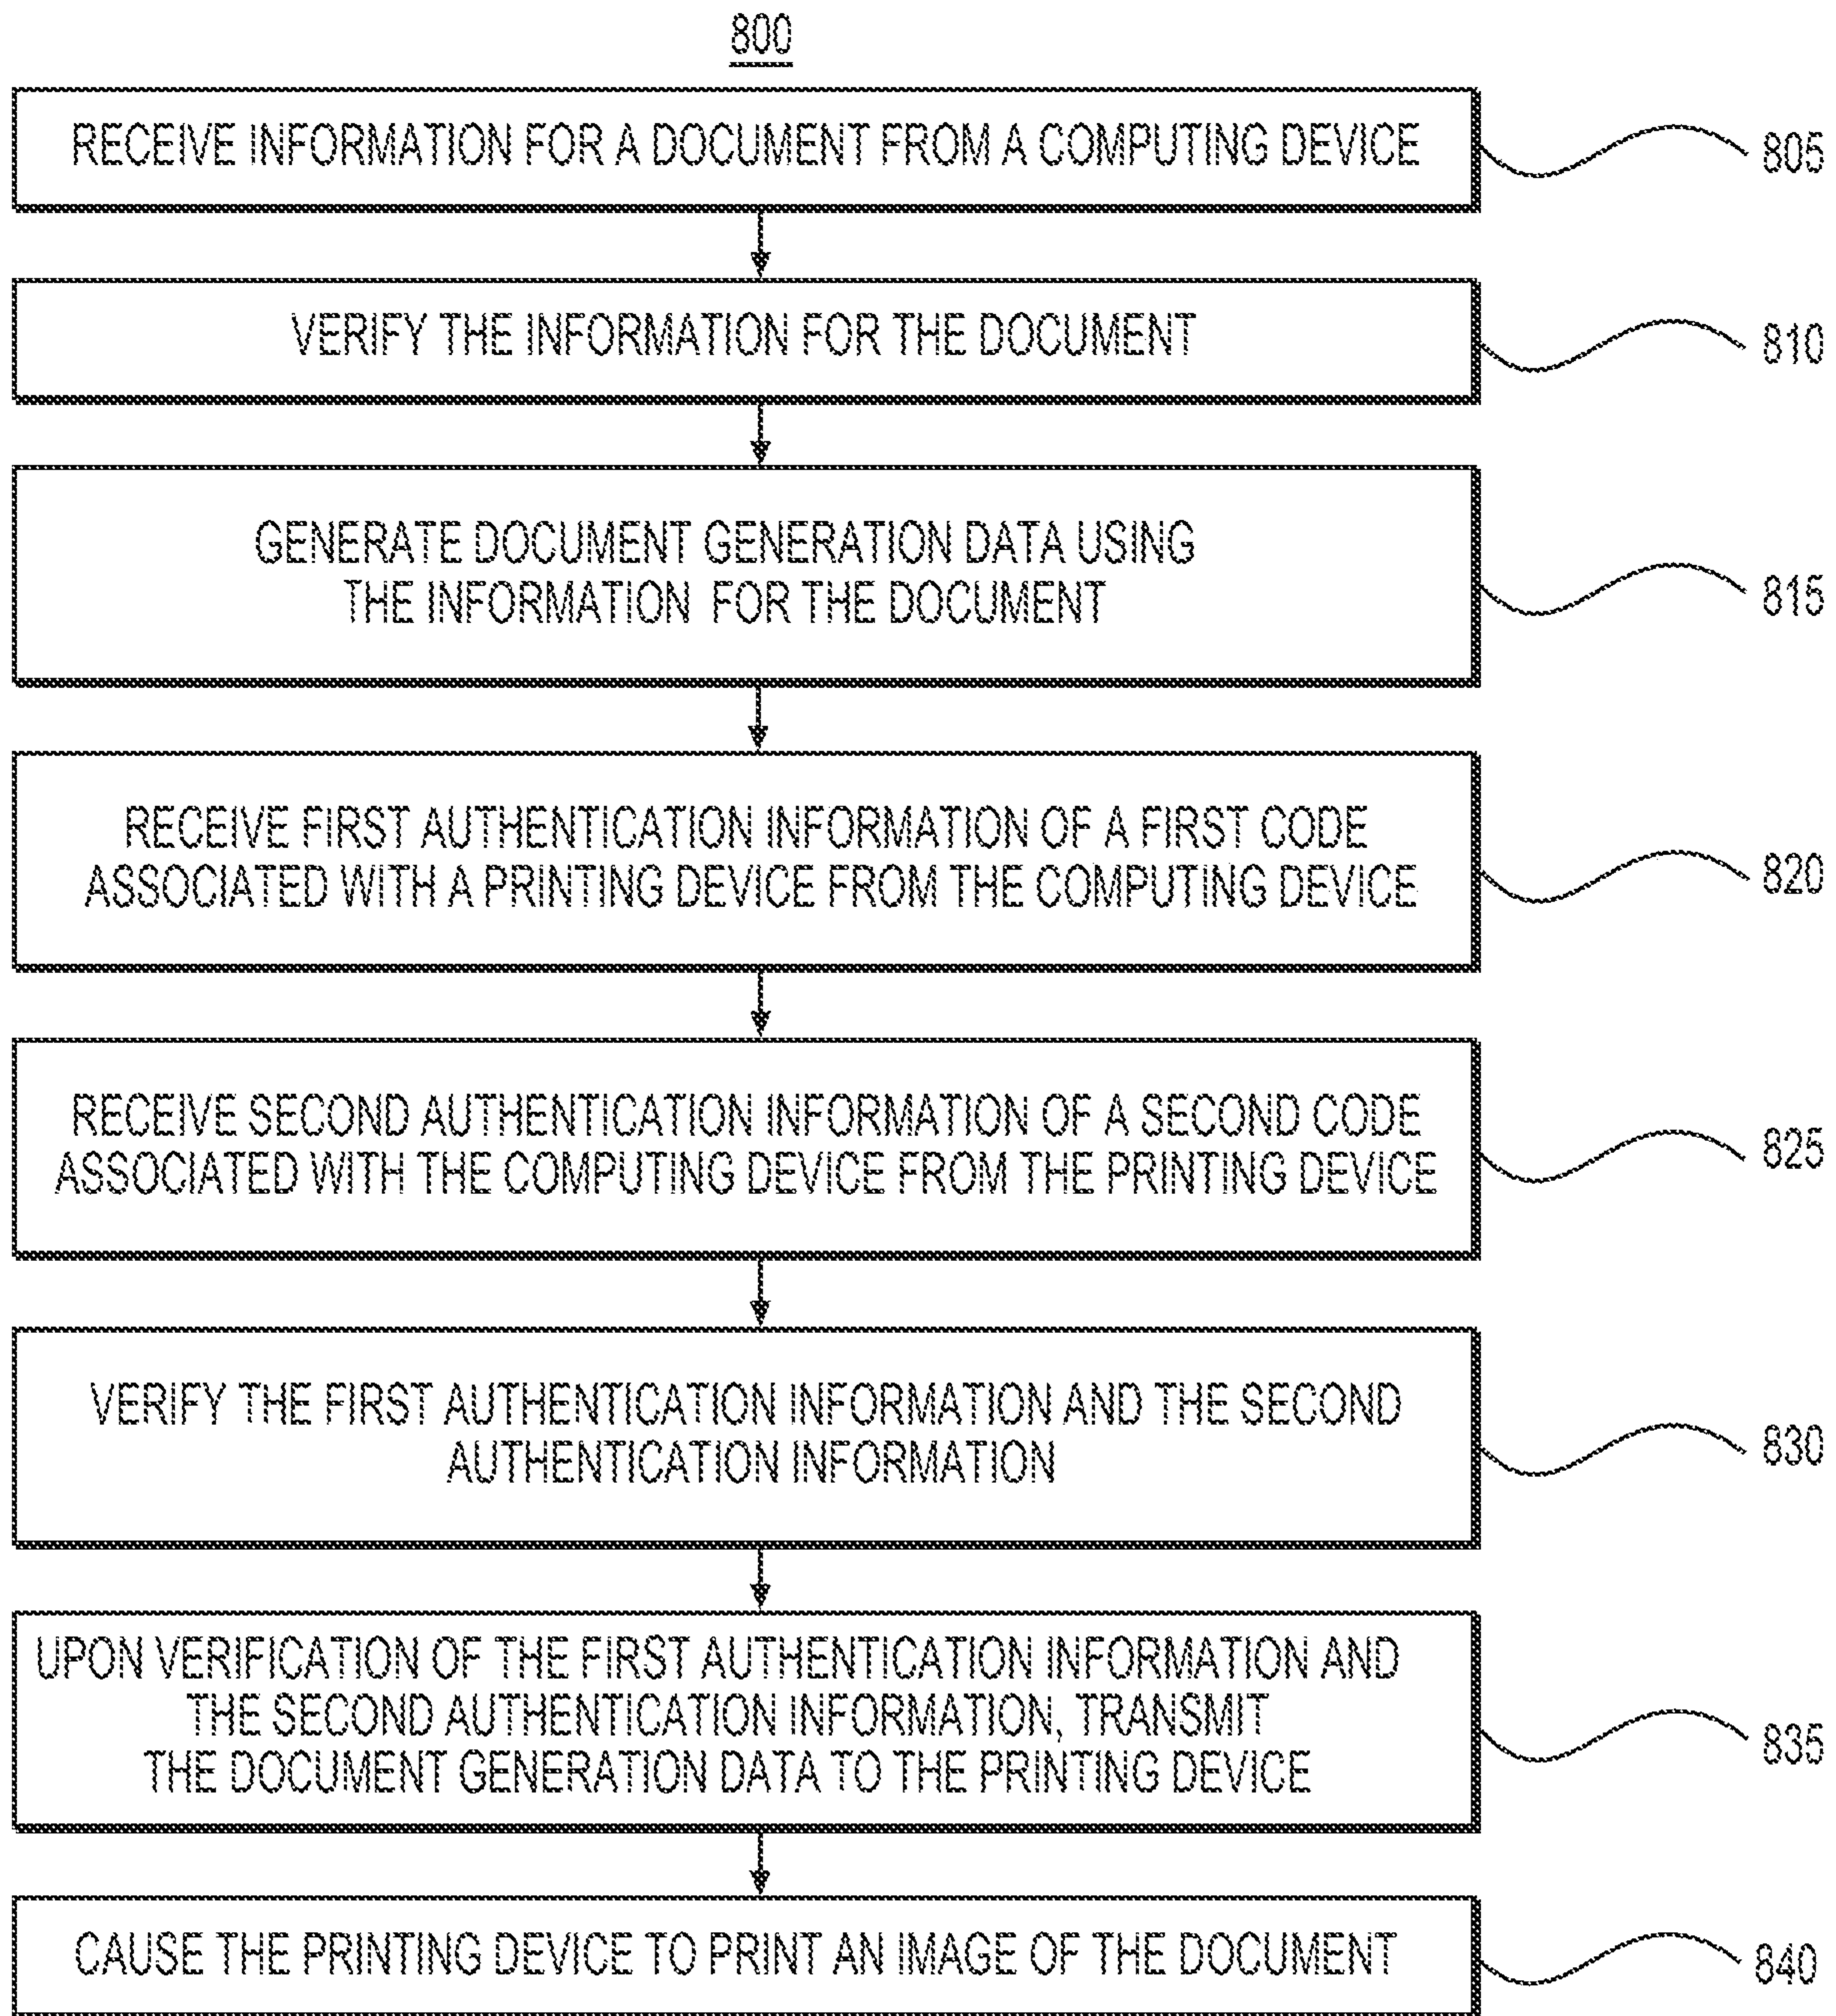 800
RECEIVE INFORMATION FOR A DOCUMENT FROM A COMPUTING DEVICE
805
VERIFY THE INFORMATION FOR THE DOCUMENT
810
GENERATE DOCUMENT GENERATION DATA USING
THE INFORMATION FOR THE DOCUMENT
815
RECEIVE FIRST AUTHENTICATION INFORMATION OF A FIRST CODE
ASSOCIATED WITH A PRINTING DEVICE FROM THE COMPUTING DEVICE
820
RECEIVE SECOND AUTHENTICATION INFORMATION OF A SECOND CODE
ASSOCIATED WITH THE COMPUTING DEVICE FROM THE PRINTING DEVICE
825
VERIFY THE FIRST AUTHENTICATION INFORMATION AND THE SECOND
AUTHENTICATION INFORMATION
830
UPON VERIFICATION OF THE FIRST AUTHENTICATION INFORMATION AND
THE SECOND AUTHENTICATION INFORMATION, TRANSMIT
THE DOCUMENT GENERATION DATA TO THE PRINTING DEVICE
835
CAUSE THE PRINTING DEVICE TO PRINT AN IMAGE OF THE DOCUMENT
840